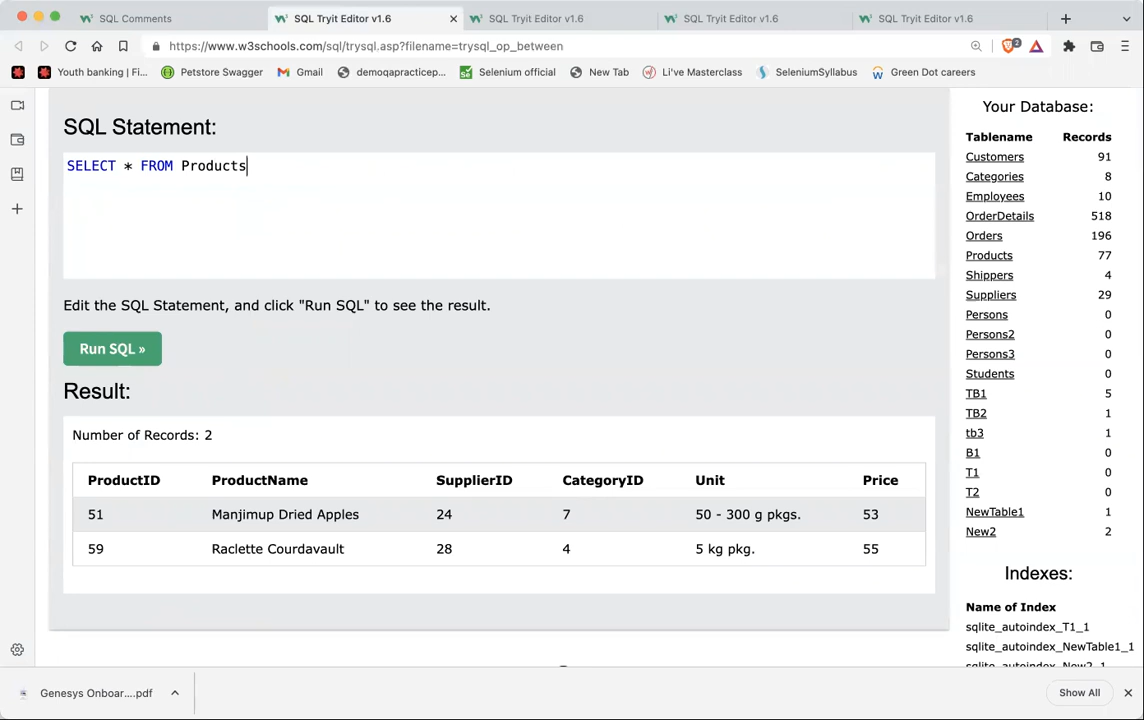 SQL Comments
SQL Tryit Editor v1.6
SQL Tryit Editor v1.6
SQL Tryit Editor v1.6
SQL Tryit Editor v1.6
https://www.w3schools.com/sql/trysql.asp?filename=trysql_op_between
2
Youth banking | Fi...
Petstore Swagger
Gmail
demoqapracticep...
Selenium official
New Tab
Li've Masterclass
SeleniumSyllabus
Green Dot careers
SQL Statement:
SELECT * FROM Products
Edit the SQL Statement, and click "Run SQL" to see the result.
Run SQL »
Result:
Number of Records: 2
ProductID ProductName SupplierID CategoryID Unit Price
51 Manjimup Dried Apples 24 7 50 - 300 g pkgs. 53
59 Raclette Courdavault 28 4 5 kg pkg. 55
Your Database:
Tablename Records
Customers 91
Categories 8
Employees 10
OrderDetails 518
Orders 196
Products 77
Shippers 4
Suppliers 29
Persons 0
Persons2 0
Persons3 0
Students 0
TB1 5
TB2 1
tb3 1
B1 0
T1 0
T2 0
NewTable1 1
New2 2
Indexes:
Name of Index
sqlite_autoindex_T1_1
sqlite_autoindex_NewTable1_1
sqlite_autoindex_New2_1
Genesys Onboar....pdf
Show All